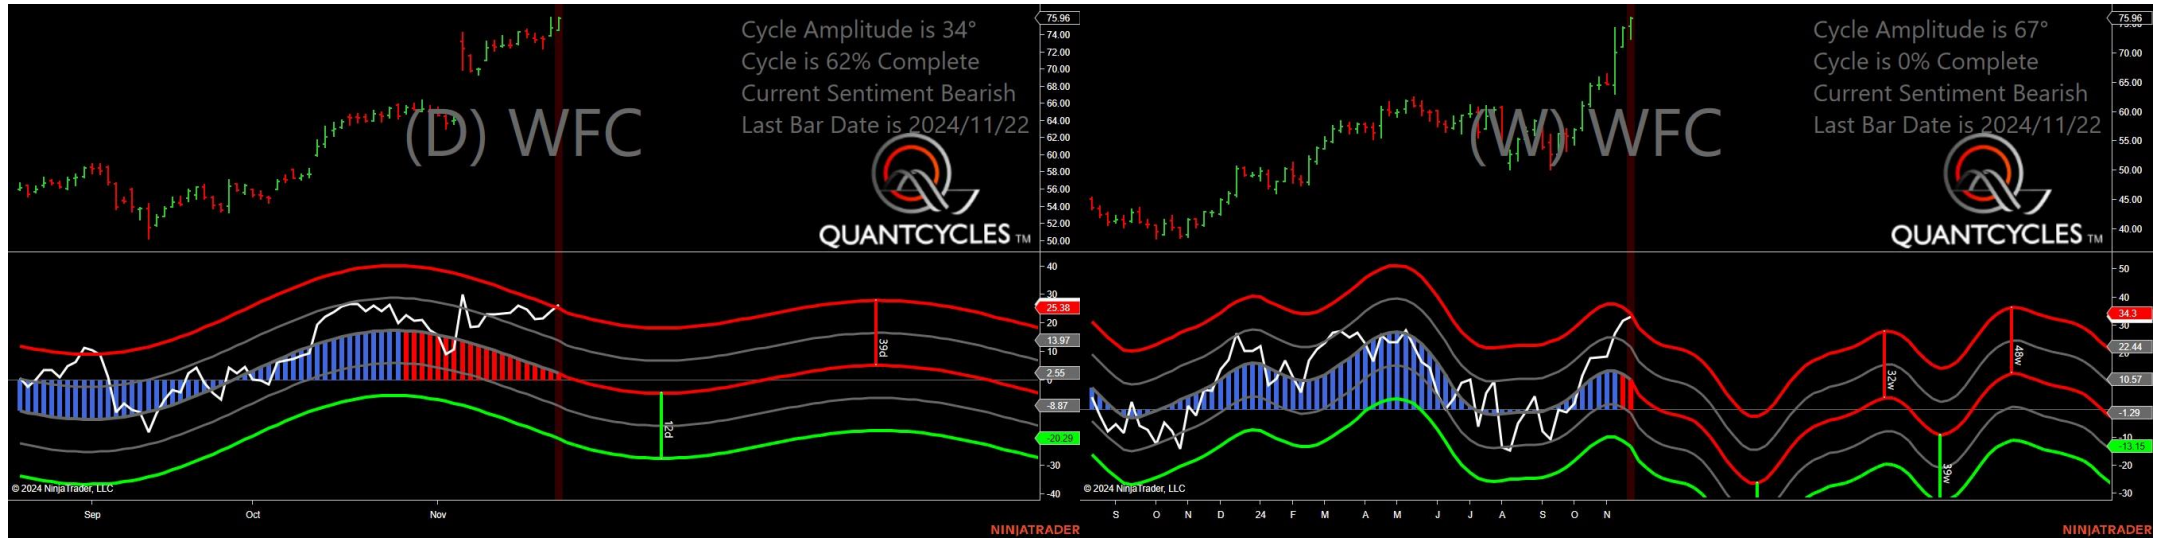 Cycle Amplitude is 34°
Cycle is 62% Complete
Current Sentiment Bearish
Last Bar Date is 2024/11/22
(D) WFC
QUANTCYCLES TM
75.96
74.00
72.00
70.00
68.00
66.00
64.00
62.00
60.00
58.00
56.00
54.00
52.00
50.00
40
30
25.38
20
13.97
10
2.55
0
-8.87
-20.29
-30
-40
39d
12d
© 2024 NinjaTrader, LLC
Sep Oct Nov
NINJATRADER
Cycle Amplitude is 67°
Cycle is 0% Complete
Current Sentiment Bearish
Last Bar Date is 2024/11/22
(W) WFC
QUANTCYCLES TM
75.96
70.00
65.00
60.00
55.00
50.00
45.00
40.00
50
40
34.3
30
22.44
20
10.57
-1.29
-10
-13.15
-20
-30
32w
48w
39w
© 2024 NinjaTrader, LLC
S O N D 24 F M A M J J A S O N
NINJATRADER